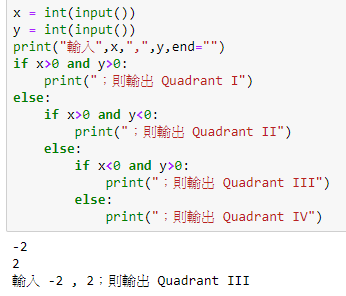 x = int(input())
y = int(input())
print("輸入",x,",",y,end="")
if x>0 and y>0:
    print("；則輸出 Quadrant I")
else:
    if x>0 and y<0:
        print("；則輸出 Quadrant II")
    else:
        if x<0 and y>0:
            print("；則輸出 Quadrant III")
        else:
            print("；則輸出 Quadrant IV")
-2
2
輸入 -2 , 2；則輸出 Quadrant III